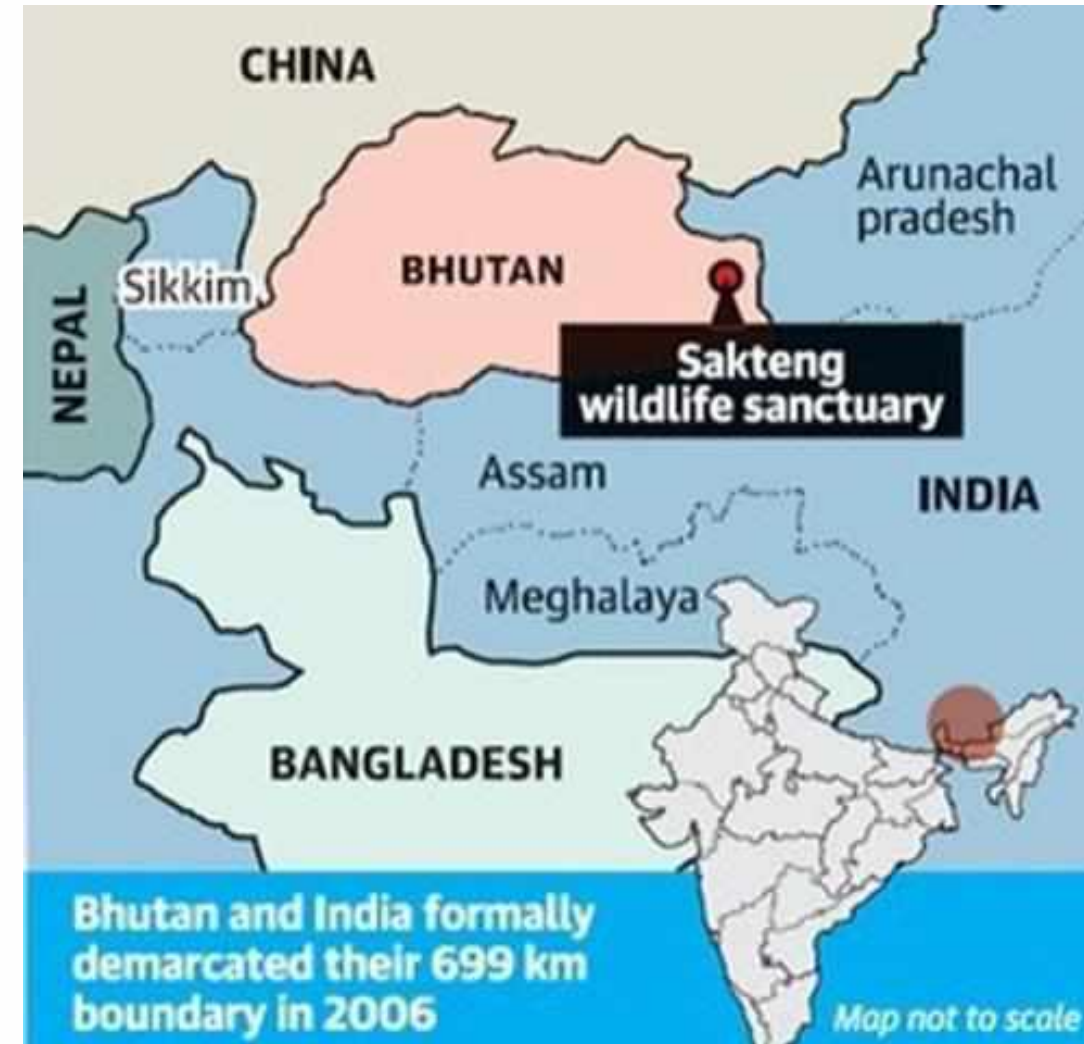 CHINA
Arunachal
pradesh
BHUTAN
Sikkim
NEPAL
Sakteng
wildlife sanctuary
Assam
INDIA
Meghalaya
BANGLADESH
Bhutan and India formally
demarcated their 699 km
boundary in 2006
Map not to scale